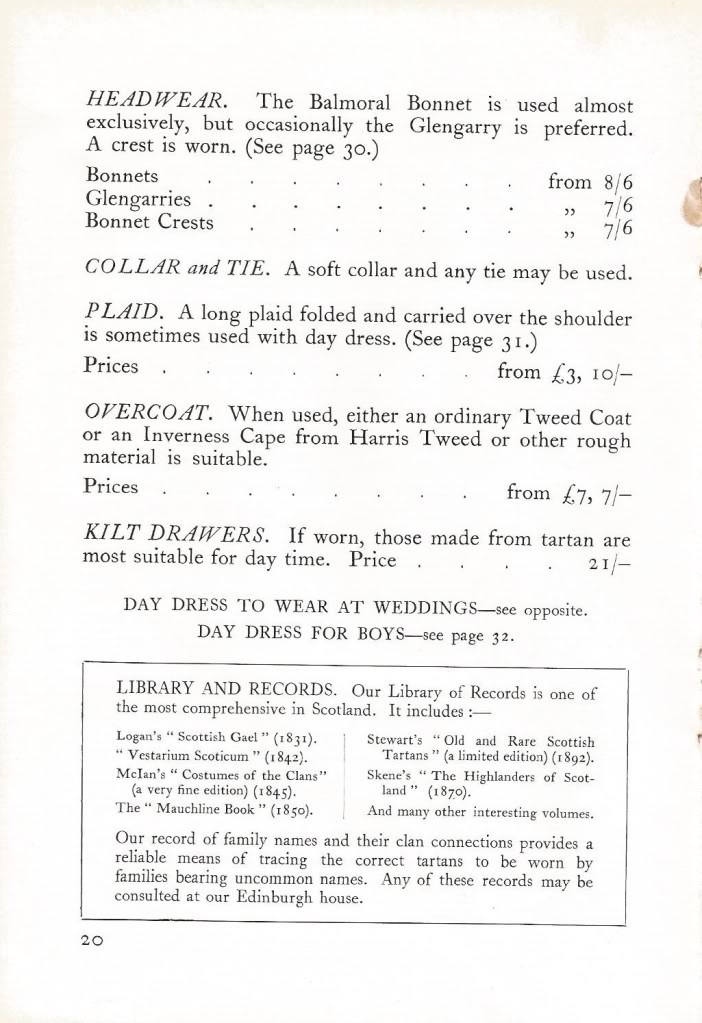 HEADWEAR. The Balmoral Bonnet is used almost
exclusively, but occasionally the Glengarry is preferred.
A crest is worn. (See page 30.)
Bonnets . . . . . . . from 8/6
Glengarries . . . . . . . . „ 7/6
Bonnet Crests . . . . . . „ 7/6
COLLAR and TIE. A soft collar and any tie may be used.
PLAID. A long plaid folded and carried over the shoulder
is sometimes used with day dress. (See page 31.)
Prices . . . . . . . . from £3, 10/–
OVERCOAT. When used, either an ordinary Tweed Coat
or an Inverness Cape from Harris Tweed or other rough
material is suitable.
Prices . . . . . . . . from £7, 7/–
KILT DRAWERS. If worn, those made from tartan are
most suitable for day time. Price . . . . 21/–
DAY DRESS TO WEAR AT WEDDINGS—see opposite.
DAY DRESS FOR BOYS—see page 32.
LIBRARY AND RECORDS. Our Library of Records is one of
the most comprehensive in Scotland. It includes :—
Logan's " Scottish Gael " (1831).
" Vestiarium Scoticum " (1842).
McIan's " Costumes of the Clans"
(a very fine edition) (1845).
The " Mauchline Book " (1850).
Stewart's " Old and Rare Scottish
Tartans " (a limited edition) (1892).
Skene's " The Highlanders of Scot-
land " (1870).
And many other interesting volumes.
Our record of family names and their clan connections provides a
reliable means of tracing the correct tartans to be worn by
families bearing uncommon names. Any of these records may be
consulted at our Edinburgh house.
20